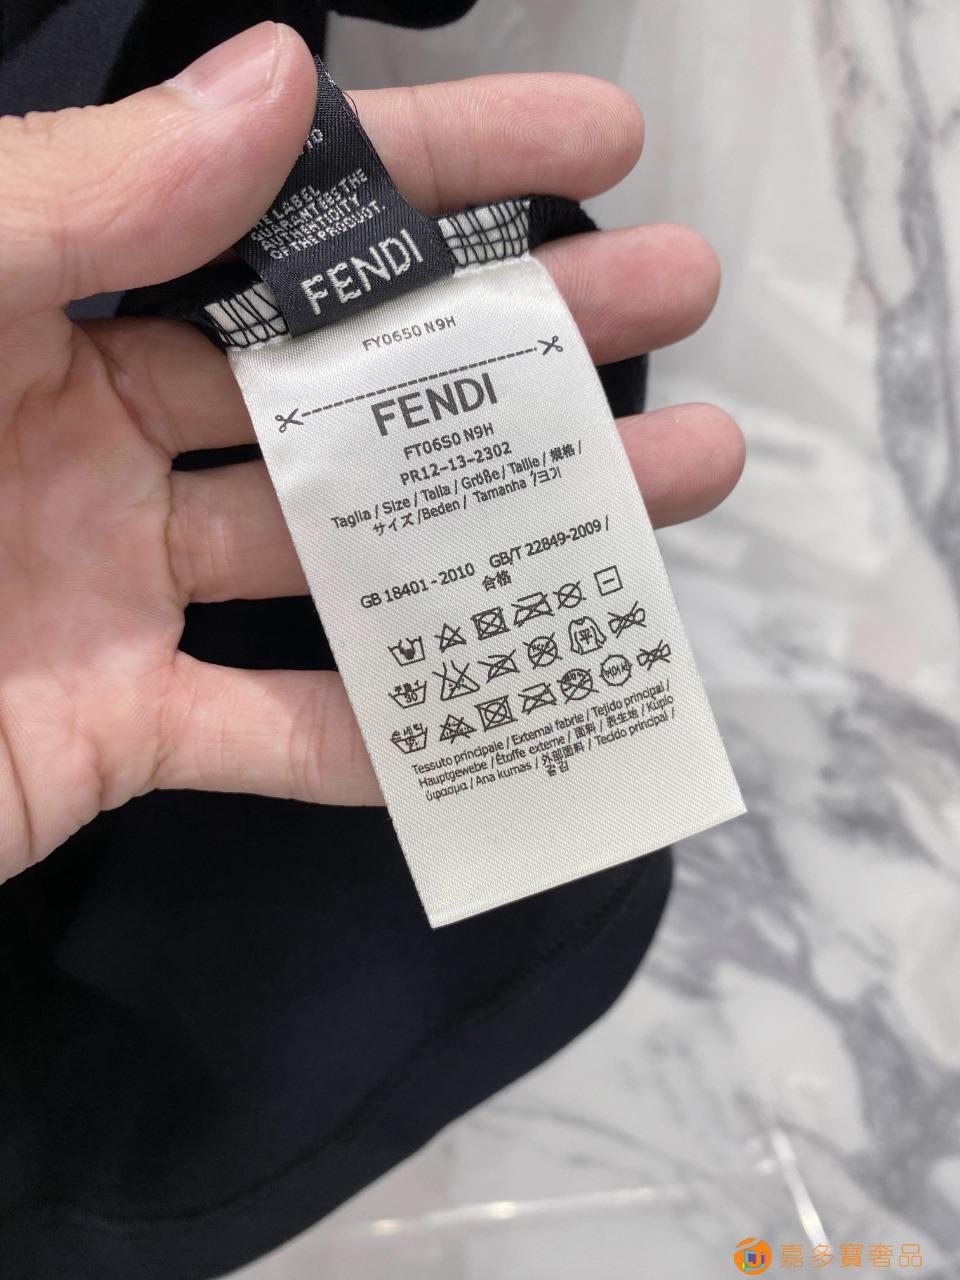 THE LABEL
GUARANTEES THE
AUTHENTICITY
OF THE PRODUCT.
FENDI
FY0650 N9H
FENDI
FT06S0 N9H
PR12-13-2302
Taglia / Size / Talla / Größe / Taille / 規格 /
サイズ /Beden / Tamanha /크기
GB 18401-2010 GB/T 22849-2009 /
合格
平
Tessuto principale / External fabric / Tejido principal /
Hauptgewebe / Étoffe externe / 面料 / 表生地 / Kύριο
ύφασμα / Ana kumas / 外部面料 / Tecido principal /
겉감
嘉多寶奢品